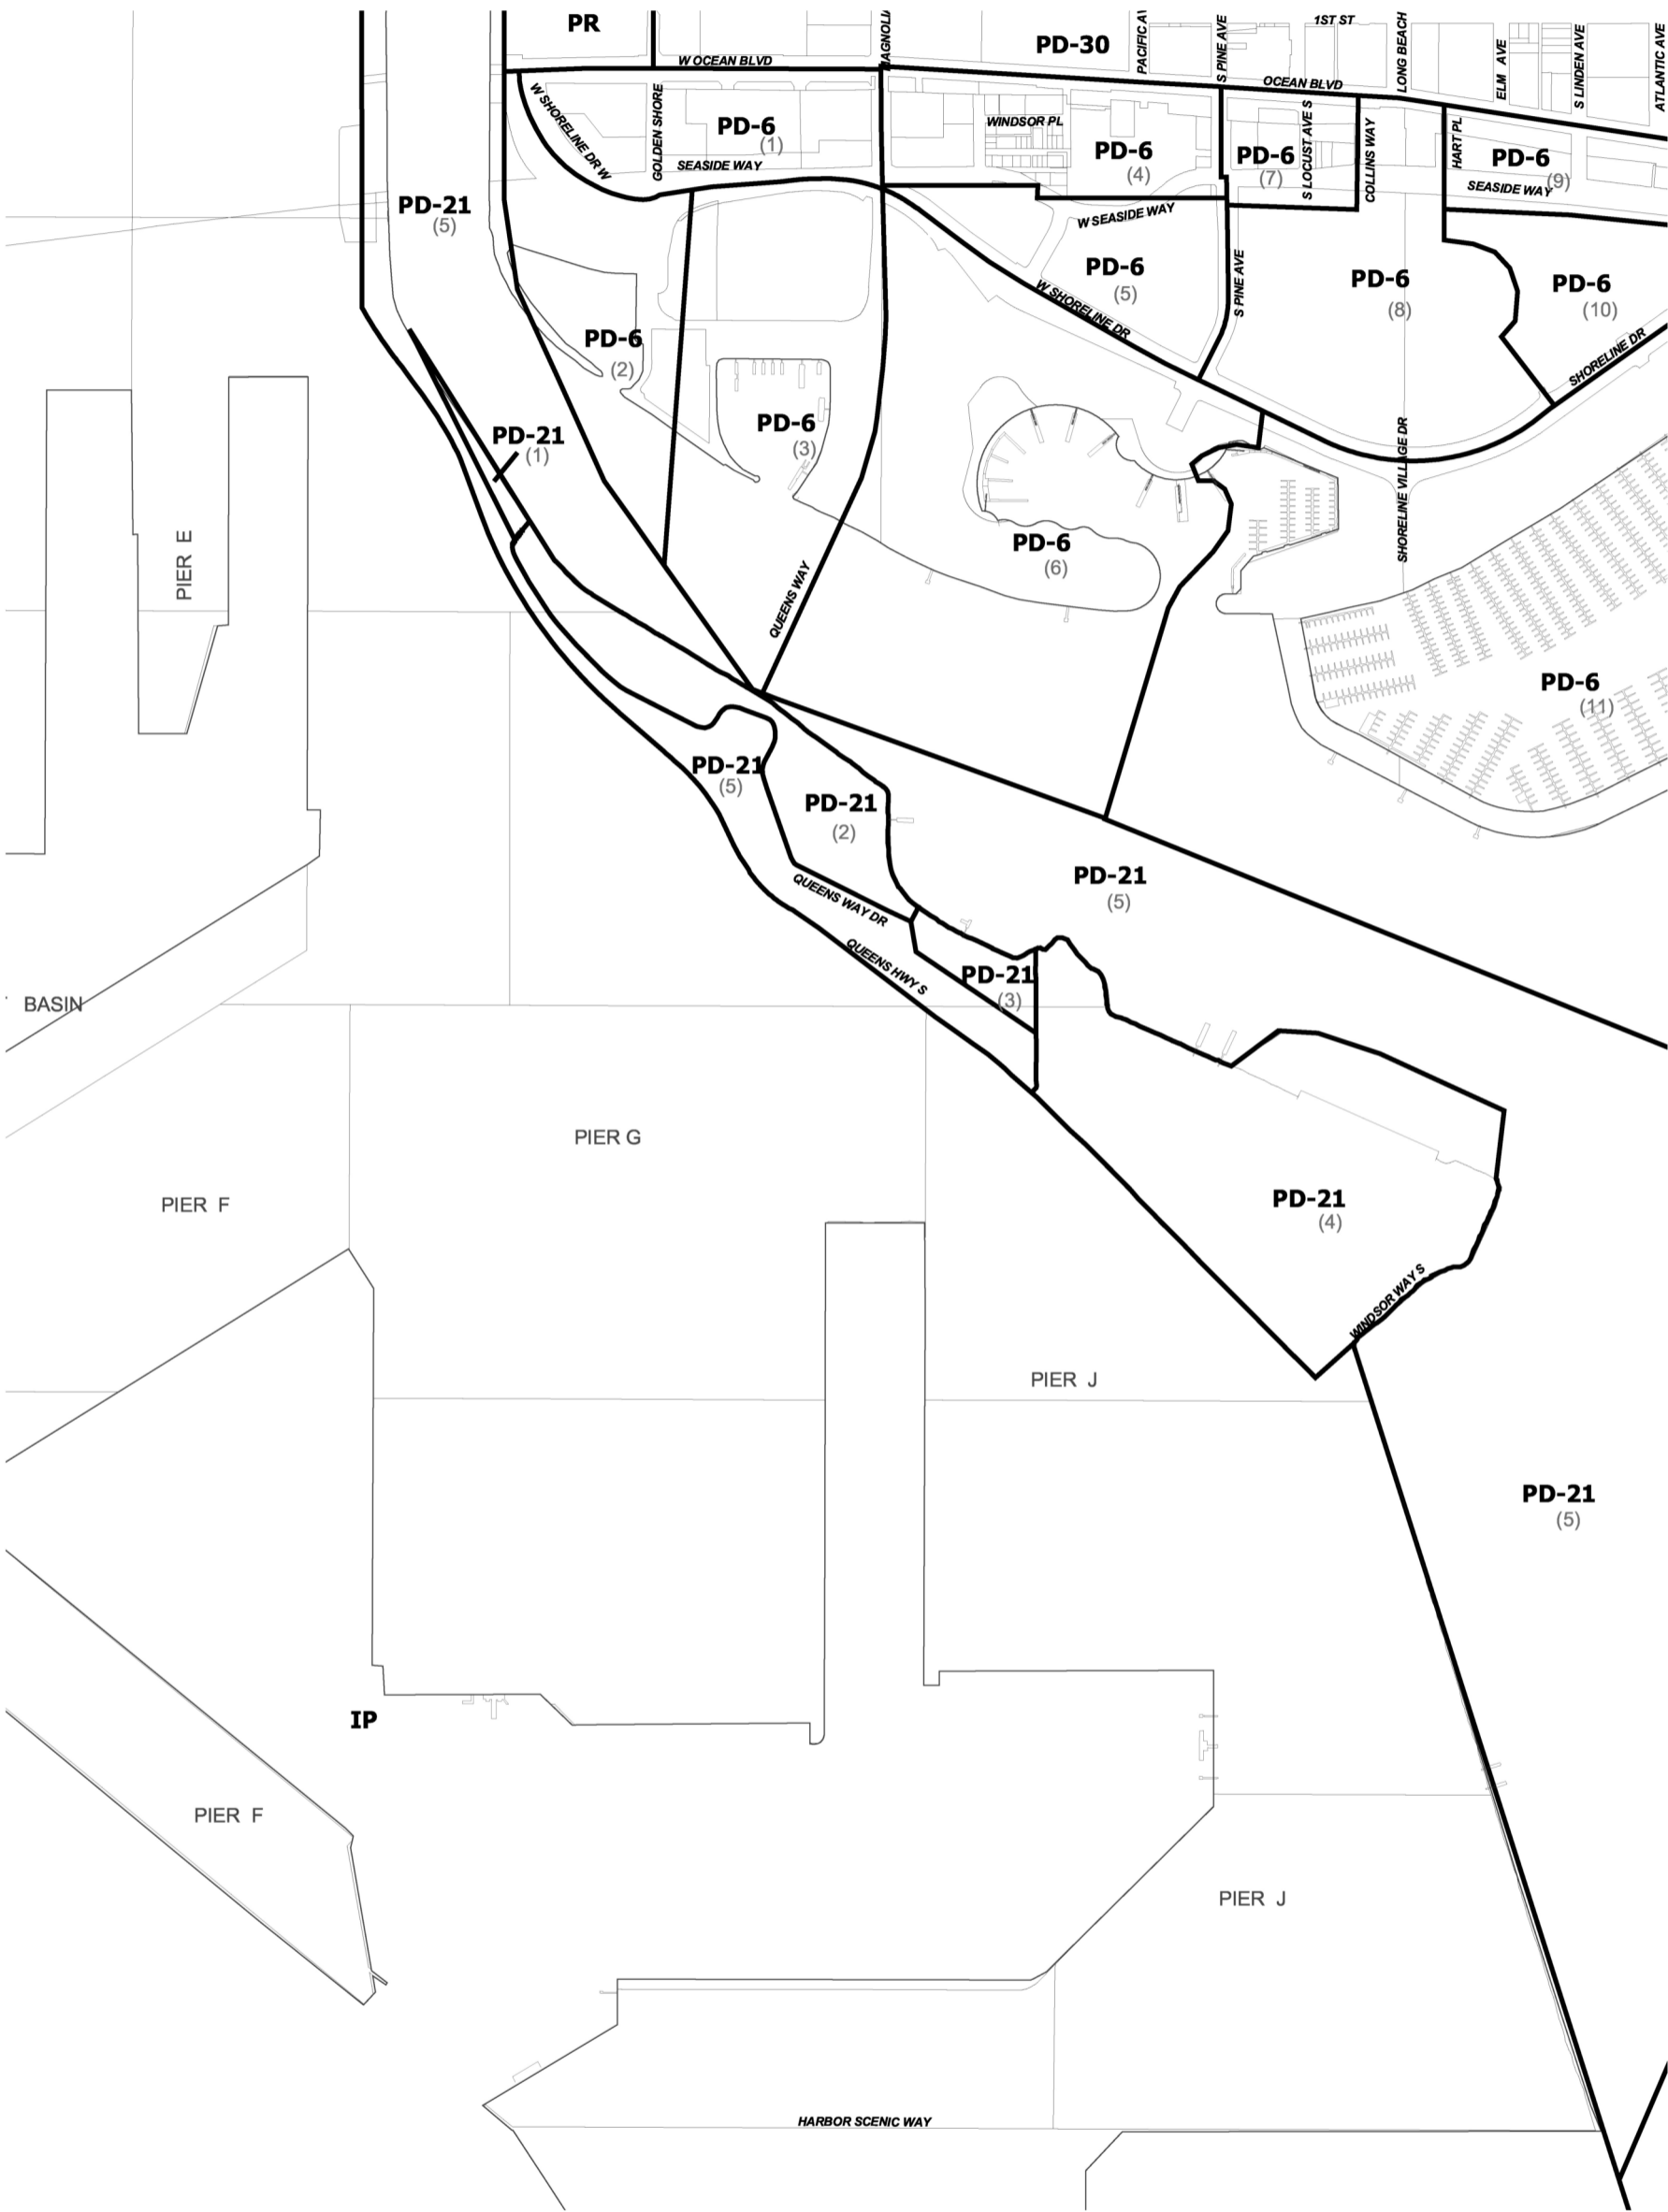 PR
MAGNOLIA
PD-30
PACIFIC AV
S PINE AVE
1ST ST
LONG BEACH
ELM AVE
S LINDEN AVE
ATLANTIC AVE
W OCEAN BLVD
OCEAN BLVD
W SHORELINE DR W
GOLDEN SHORE
PD-6
(1)
SEASIDE WAY
WINDSOR PL
PD-6
(4)
PD-6
(7)
S LOCUST AVE S
COLLINS WAY
HART PL
PD-6
(9)
SEASIDE WAY
PD-21
(5)
W SEASIDE WAY
PD-6
(5)
W SHORELINE DR
S PINE AVE
PD-6
(8)
PD-6
(10)
SHORELINE DR
PD-6
(2)
PD-6
(3)
PD-21
(1)
SHORELINE VILLAGE DR
PIER E
PD-6
(6)
QUEENS WAY
PD-6
(11)
PD-21
(5)
PD-21
(2)
PD-21
(5)
QUEENS WAY DR
QUEENS HWY S
PD-21
(3)
BASIN
PIER G
PIER F
PD-21
(4)
WINDSOR WAY S
PIER J
PD-21
(5)
IP
PIER F
PIER J
HARBOR SCENIC WAY